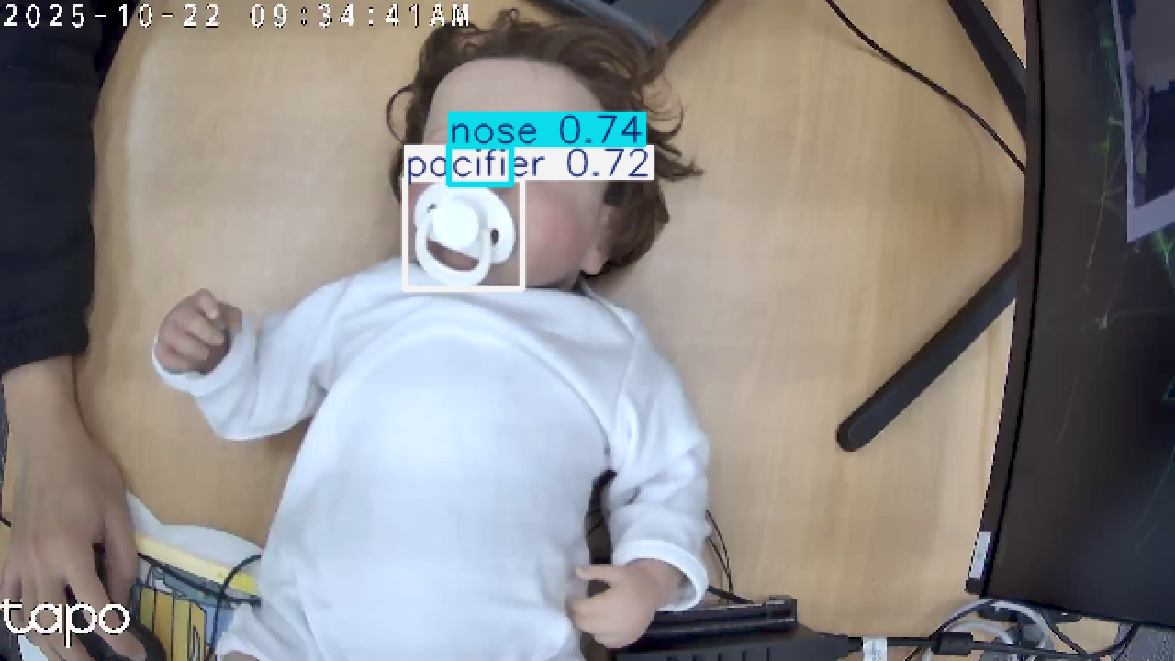 2025-10-22 09:34:41AM
nose 0.74
pacifier 0.72
tapo